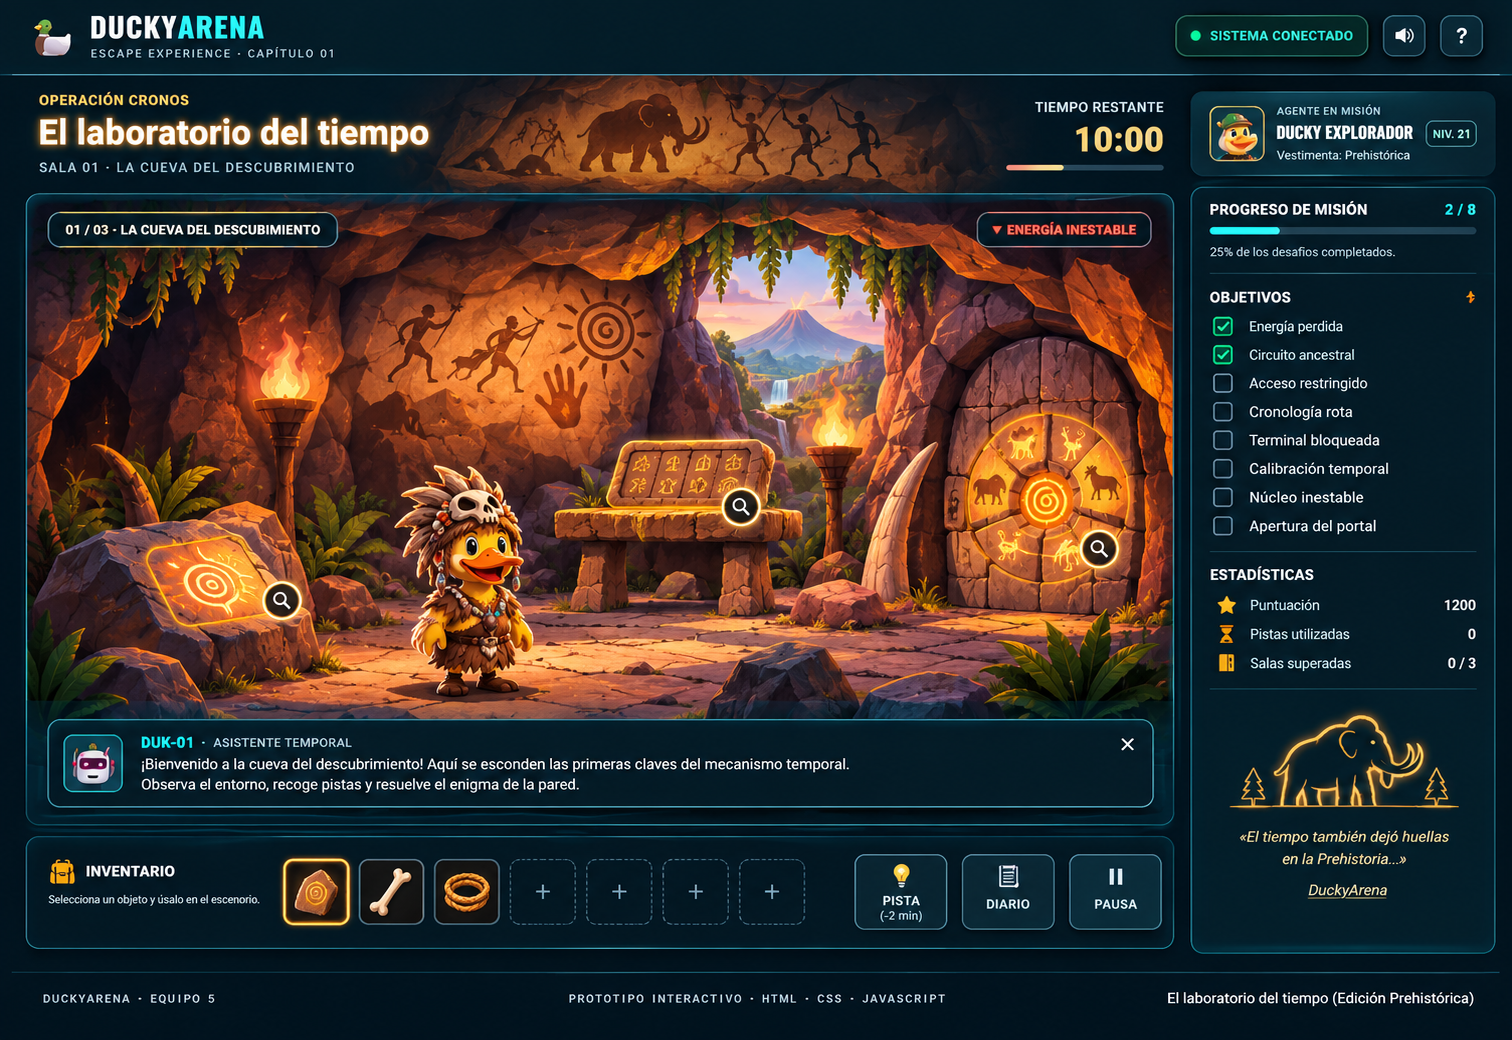 DUCKYARENA
ESCAPE EXPERIENCE · CAPÍTULO 01
SISTEMA CONECTADO
?
OPERACIÓN CRONOS
El laboratorio del tiempo
SALA 01 · LA CUEVA DEL DESCUBRIMIENTO
TIEMPO RESTANTE
10:00
AGENTE EN MISIÓN
DUCKY EXPLORADOR
NIV. 21
Vestimenta: Prehistórica
01 / 03 · LA CUEVA DEL DESCUBIMIENTO
▼ ENERGÍA INESTABLE
PROGRESO DE MISIÓN 2 / 8
25% de los desafíos completados.
OBJETIVOS
Energía perdida
Circuito ancestral
Acceso restringido
Cronología rota
Terminal bloqueada
Calibración temporal
Núcleo inestable
Apertura del portal
ESTADÍSTICAS
Puntuación 1200
Pistas utilizadas 0
Salas superadas 0 / 3
«El tiempo también dejó huellas
en la Prehistoria...»
DuckyArena
DUK-01 · ASISTENTE TEMPORAL
¡Bienvenido a la cueva del descubrimiento! Aquí se esconden las primeras claves del mecanismo temporal.
Observa el entorno, recoge pistas y resuelve el enigma de la pared.
INVENTARIO
Selecciona un objeto y úsalo en el escenorio.
PISTA
(-2 min)
DIARIO
PAUSA
DUCKYARENA • EQUIPO 5
PROTOTIPO INTERACTIVO • HTML • CSS • JAVASCRIPT
El laboratorio del tiempo (Edición Prehistórica)